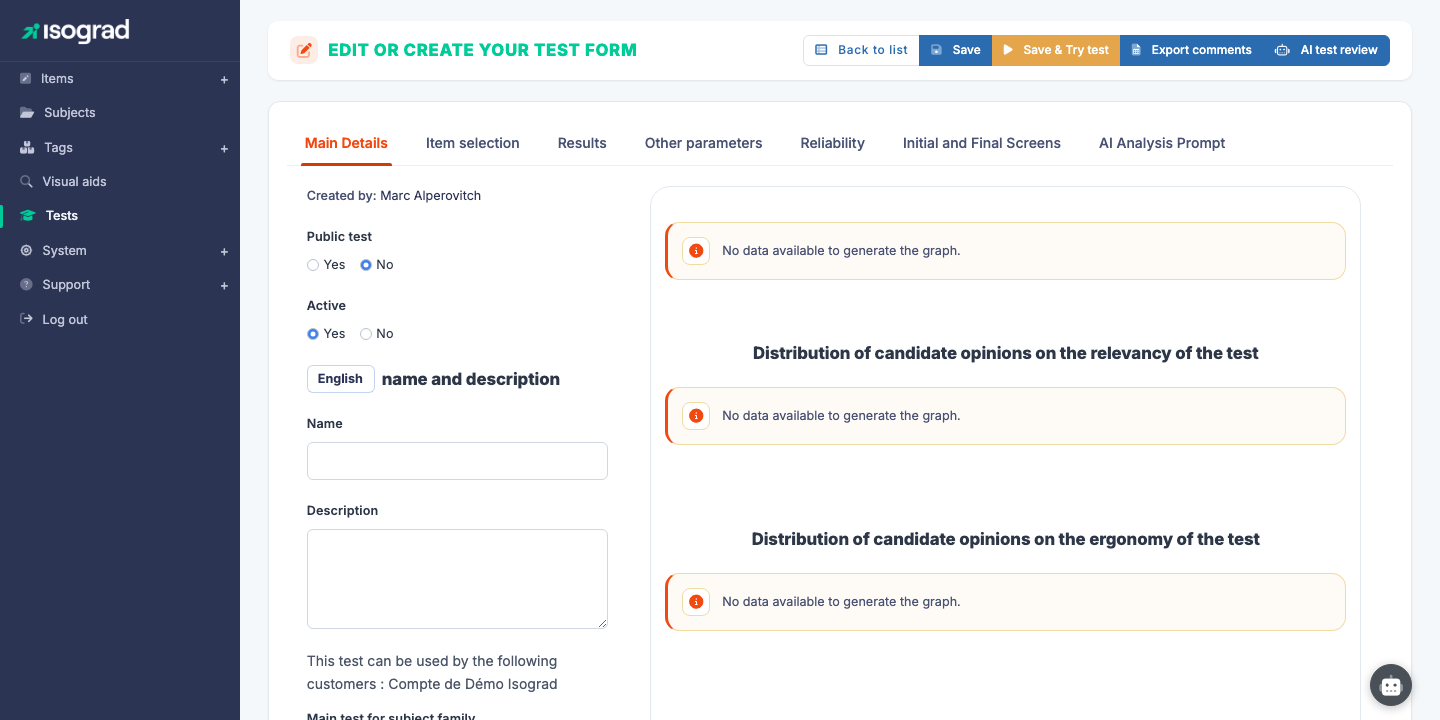 isograd
Items
+
Subjects
Tags
+
Visual aids
Tests
System
+
Support
+
Log out
EDIT OR CREATE YOUR TEST FORM
Back to list
Save
Save & Try test
Export comments
AI test review
Main Details
Item selection
Results
Other parameters
Reliability
Initial and Final Screens
AI Analysis Prompt
Created by: Marc Alperovitch
Public test
Yes
No
Active
Yes
No
English name and description
Name
Description
This test can be used by the following
customers : Compte de Démo Isograd
Main test for subject family
No data available to generate the graph.
Distribution of candidate opinions on the relevancy of the test
No data available to generate the graph.
Distribution of candidate opinions on the ergonomy of the test
No data available to generate the graph.